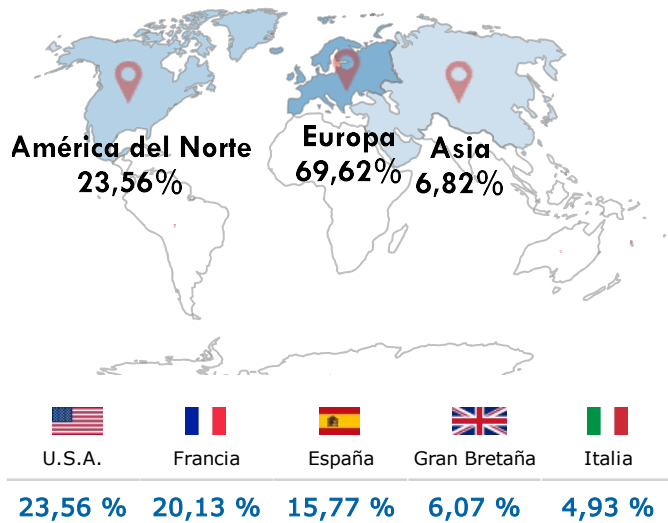 América del Norte
23,56%
Europa
69,62%
Asia
6,82%
U.S.A. Francia España Gran Bretaña Italia
23,56 % 20,13 % 15,77 % 6,07 % 4,93 %